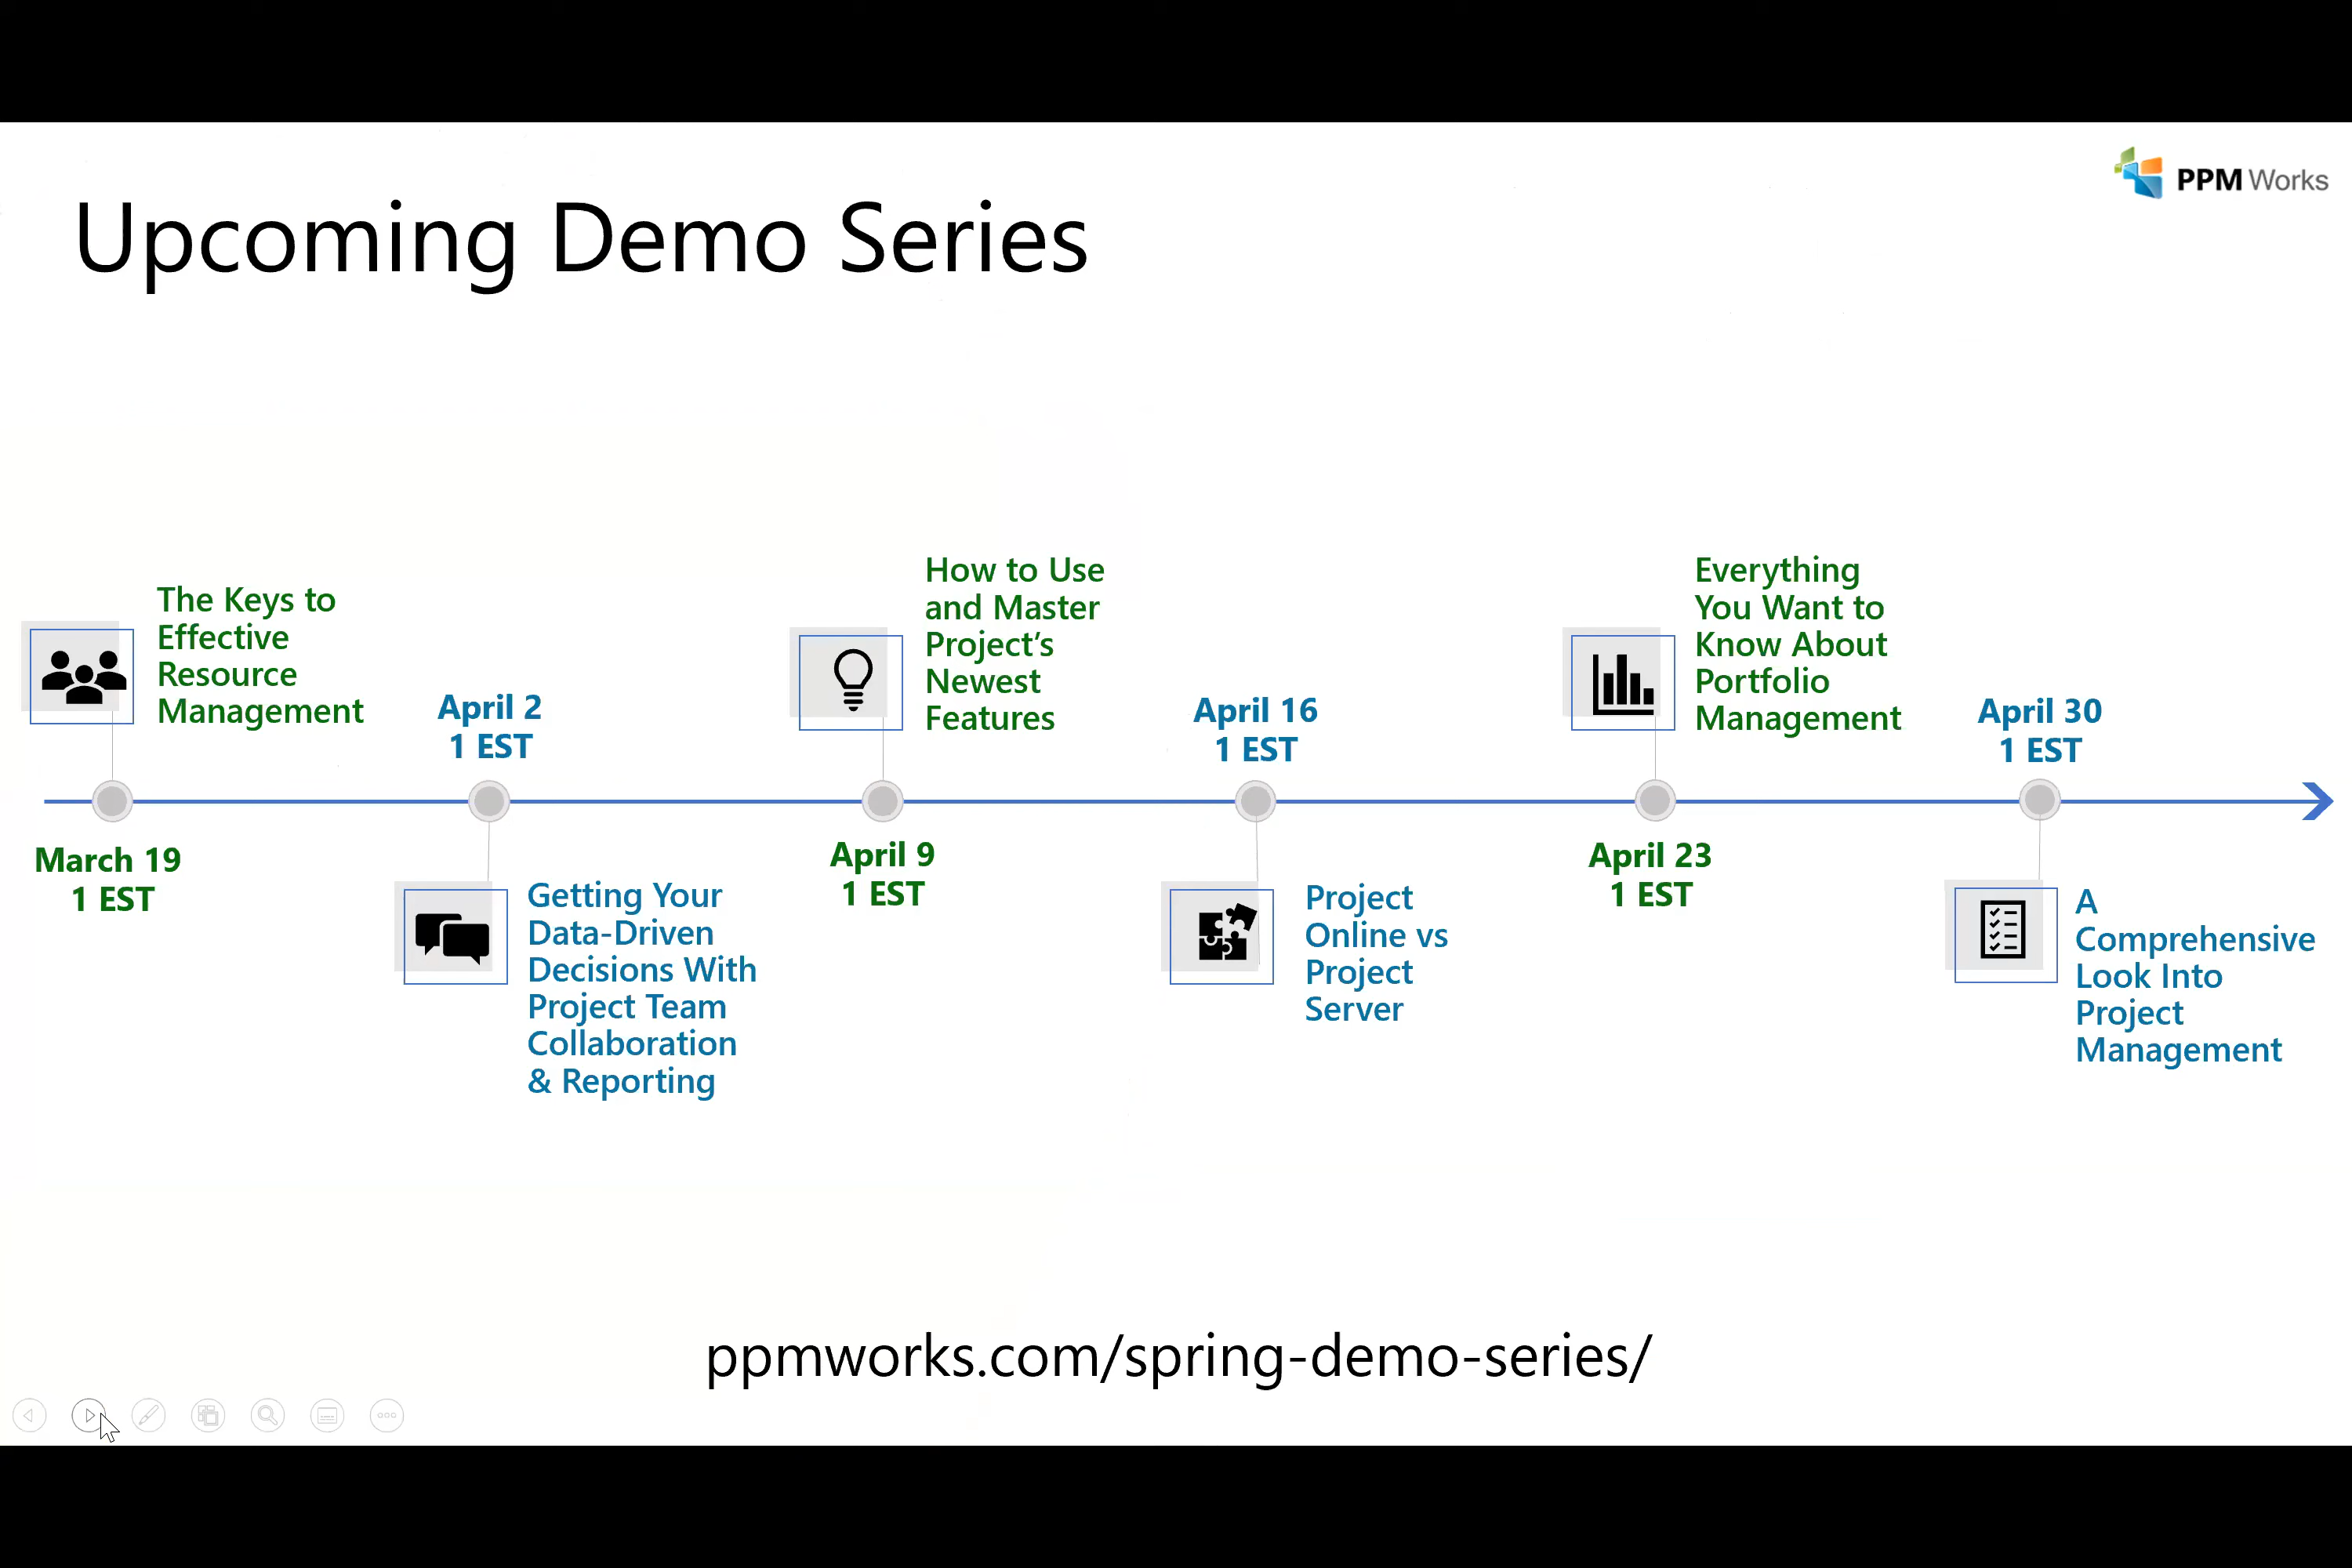 PPM Works
Upcoming Demo Series
The Keys to
Effective
Resource
Management
March 19
1 EST
April 2
1 EST
Getting Your
Data-Driven
Decisions With
Project Team
Collaboration
& Reporting
How to Use
and Master
Project’s
Newest
Features
April 9
1 EST
April 16
1 EST
Project
Online vs
Project
Server
Everything
You Want to
Know About
Portfolio
Management
April 23
1 EST
April 30
1 EST
A
Comprehensive
Look Into
Project
Management
ppmworks.com/spring-demo-series/